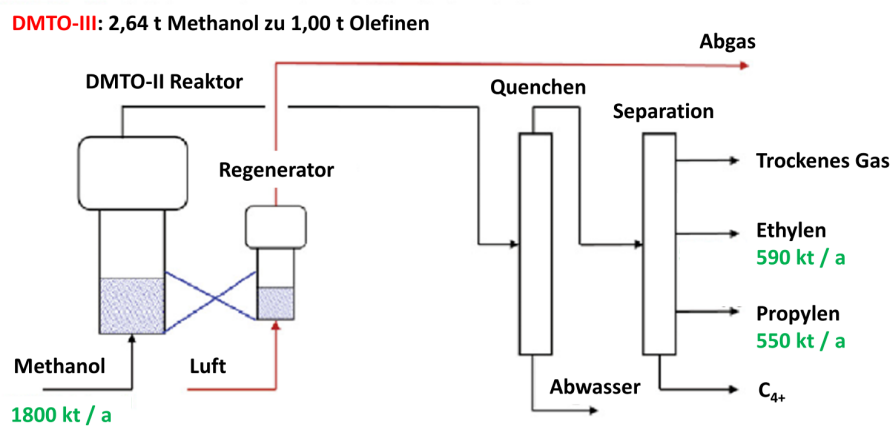 DMTO-III: 2,64 t Methanol zu 1,00 t Olefinen
Abgas
DMTO-II Reaktor
Quenchen
Separation
Regenerator
Trockenes Gas
Ethylen
590 kt / a
Propylen
550 kt / a
Methanol
Luft
Abwasser
C4+
1800 kt / a